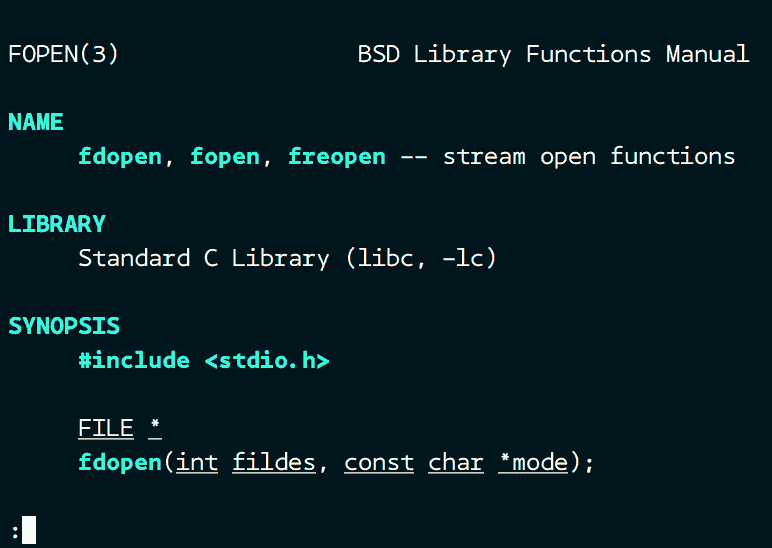 FOPEN(3) BSD Library Functions Manual
NAME
fdopen, fopen, freopen -- stream open functions
LIBRARY
Standard C Library (libc, -lc)
SYNOPSIS
#include <stdio.h>
FILE *
fdopen(int fildes, const char *mode);
: